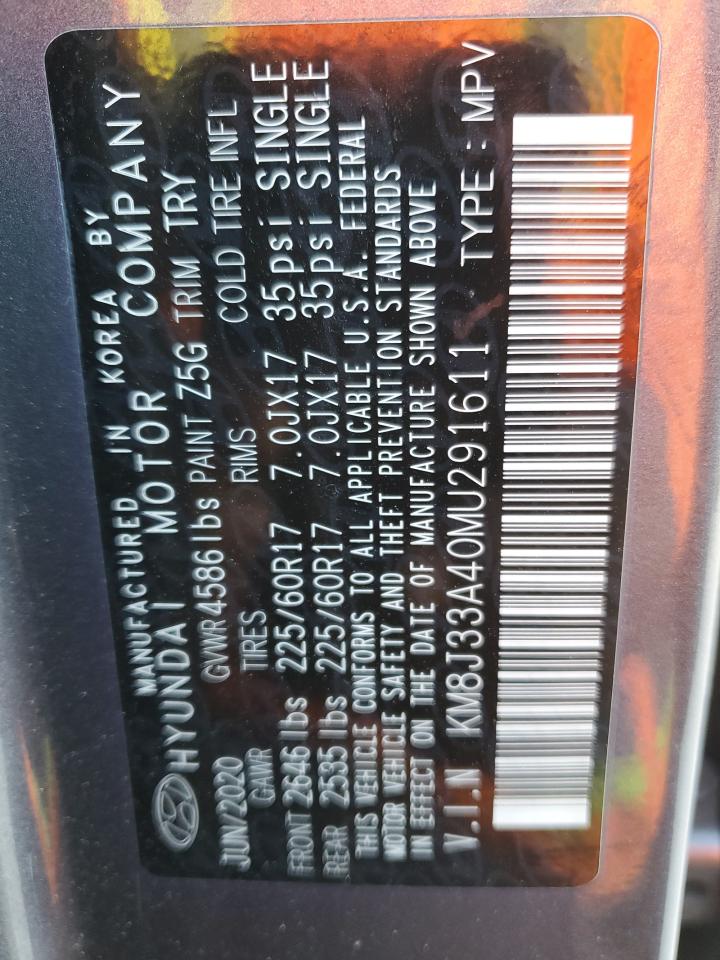 MANUFACTURED IN KOREA BY
HYUNDAI MOTOR COMPANY
JUN/2020 GVWR 4586 lbs PAINT Z5G TRIM TRY
GAWR TIRES RIMS COLD TIRE INFL
FRONT 2646 lbs 225/60R17 7.0JX17 35psi SINGLE
REAR 2535 lbs 225/60R17 7.0JX17 35psi SINGLE
THIS VEHICLE CONFORMS TO ALL APPLICABLE U.S.A. FEDERAL
MOTOR VEHICLE SAFETY AND THEFT PREVENTION STANDARDS
IN EFFECT ON THE DATE OF MANUFACTURE SHOWN ABOVE
V.I.N KM8J33A40MU291611 TYPE : MPV